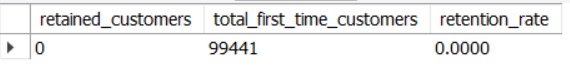 retained_customers total_first_time_customers retention_rate
0 99441 0.0000